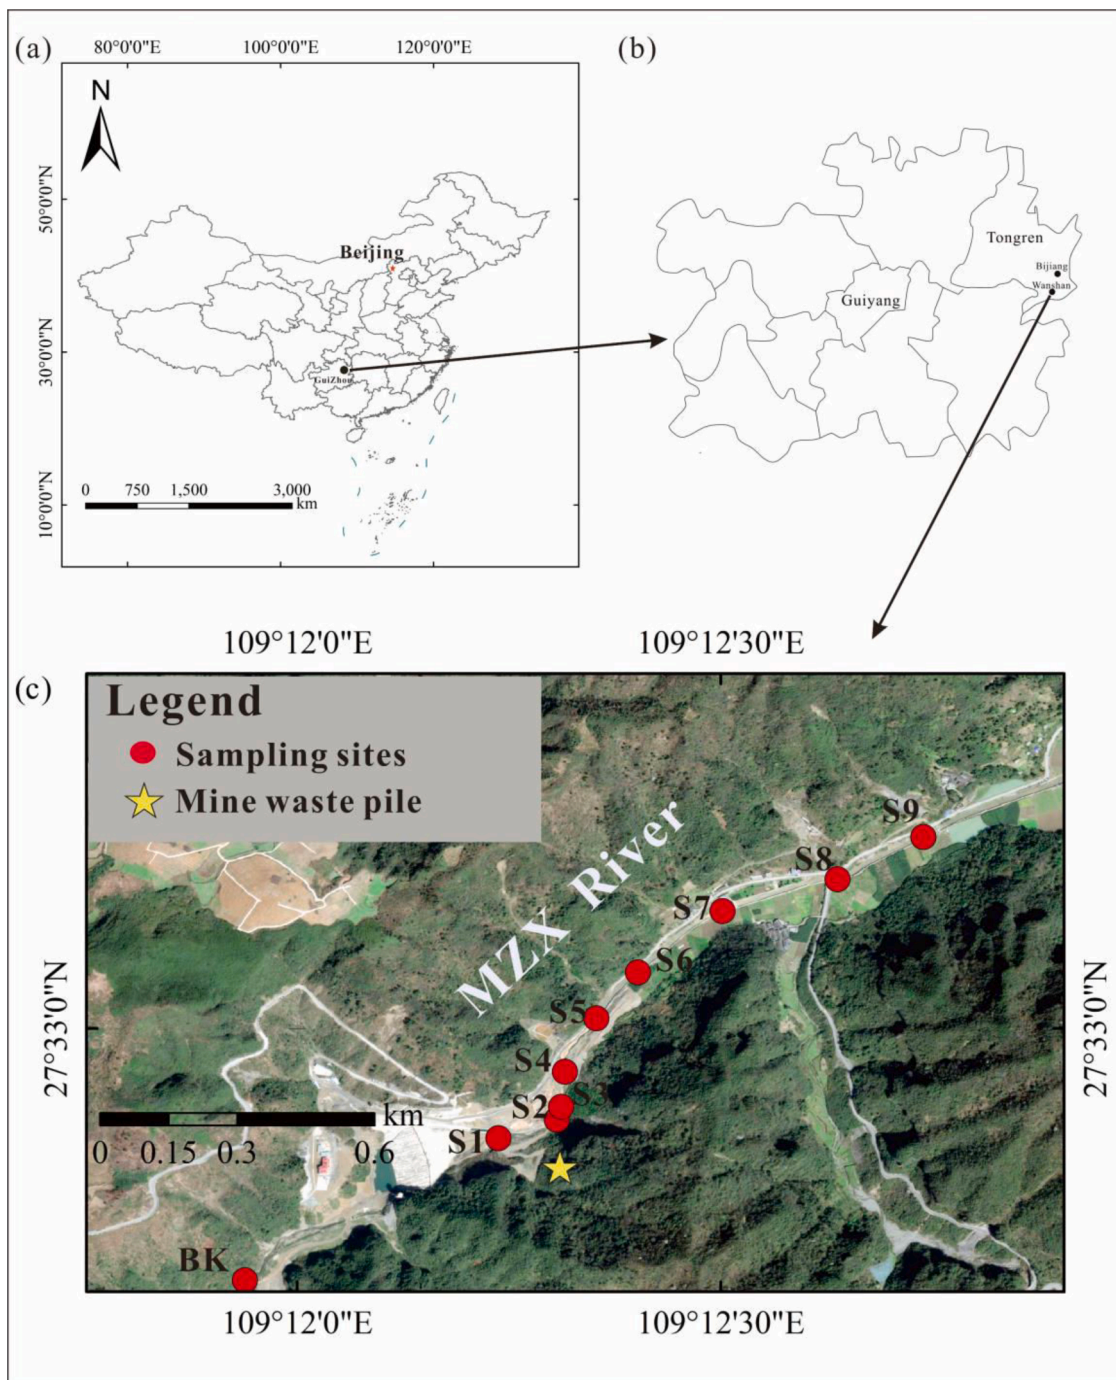 (a)
80°0'0"E 100°0'0"E 120°0'0"E
N
50°0'0"N
30°0'0"N
10°0'0"N
Beijing
GuiZhou
0 750 1,500 3,000
km
(b)
Tongren
Bijiang
Wanshan
Guiyang
109°12'0"E 109°12'30"E
(c)
Legend
Sampling sites
Mine waste pile
MZX River
S9
S8
S7
S6
S5
S4
S3
S2
S1
BK
km
0 0.15 0.3 0.6
27°33'0"N
27°33'0"N
109°12'0"E 109°12'30"E